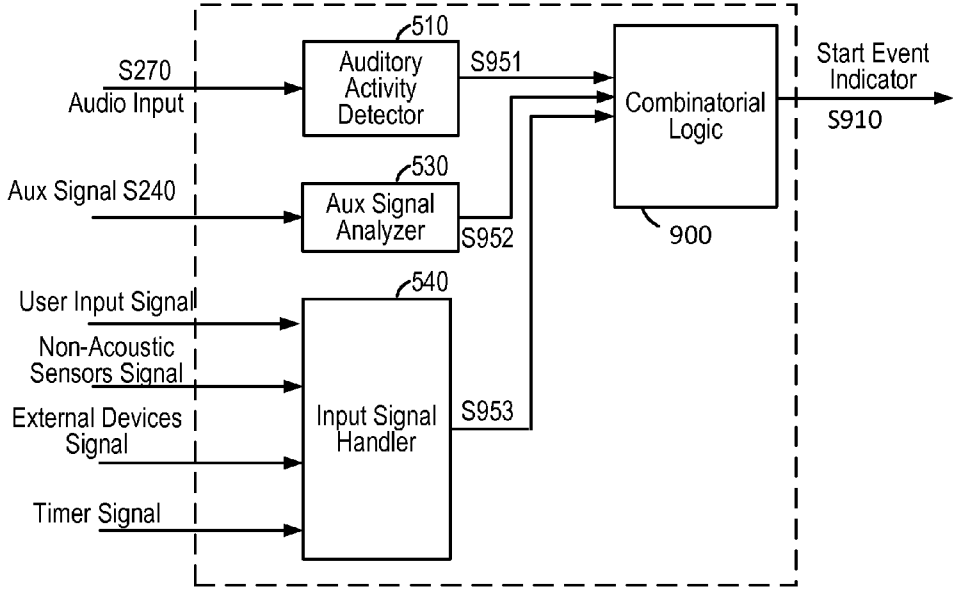 510
Auditory
Activity
Detector
S270
Audio Input
S951
Combinatorial
Logic
900
Start Event
Indicator
S910
530
Aux Signal S240
Aux Signal
Analyzer
S952
540
User Input Signal
Non-Acoustic
Sensors Signal
External Devices
Signal
Timer Signal
Input Signal
Handler
S953